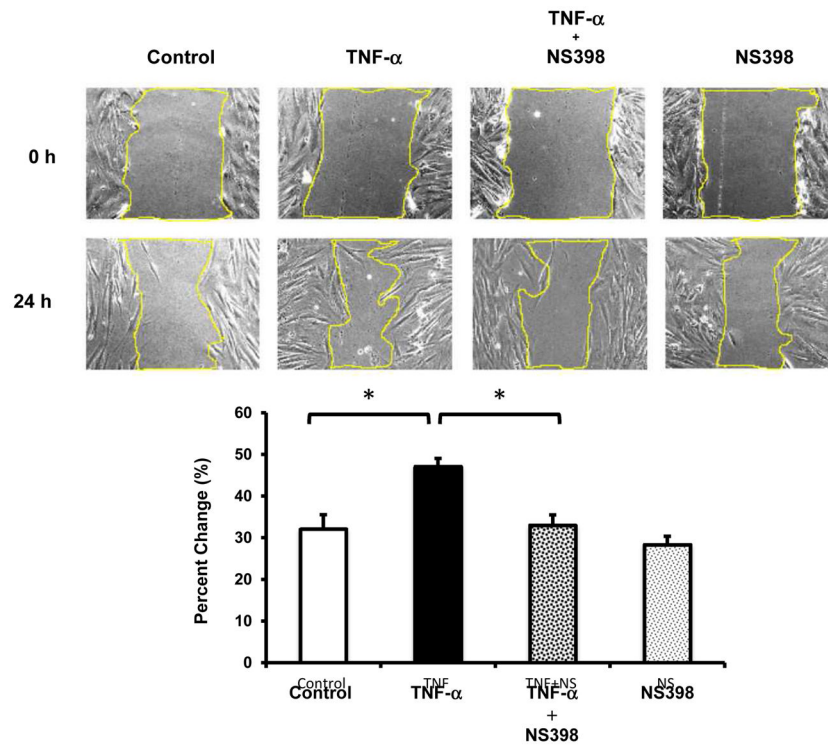 Control
TNF-α
TNF-α
+
NS398
NS398
0 h
24 h
*
*
Percent Change (%)
60
50
40
30
20
10
0
Control
TNF
TNF+NS
NS
Control
TNF-α
TNF-α
+
NS398
NS398